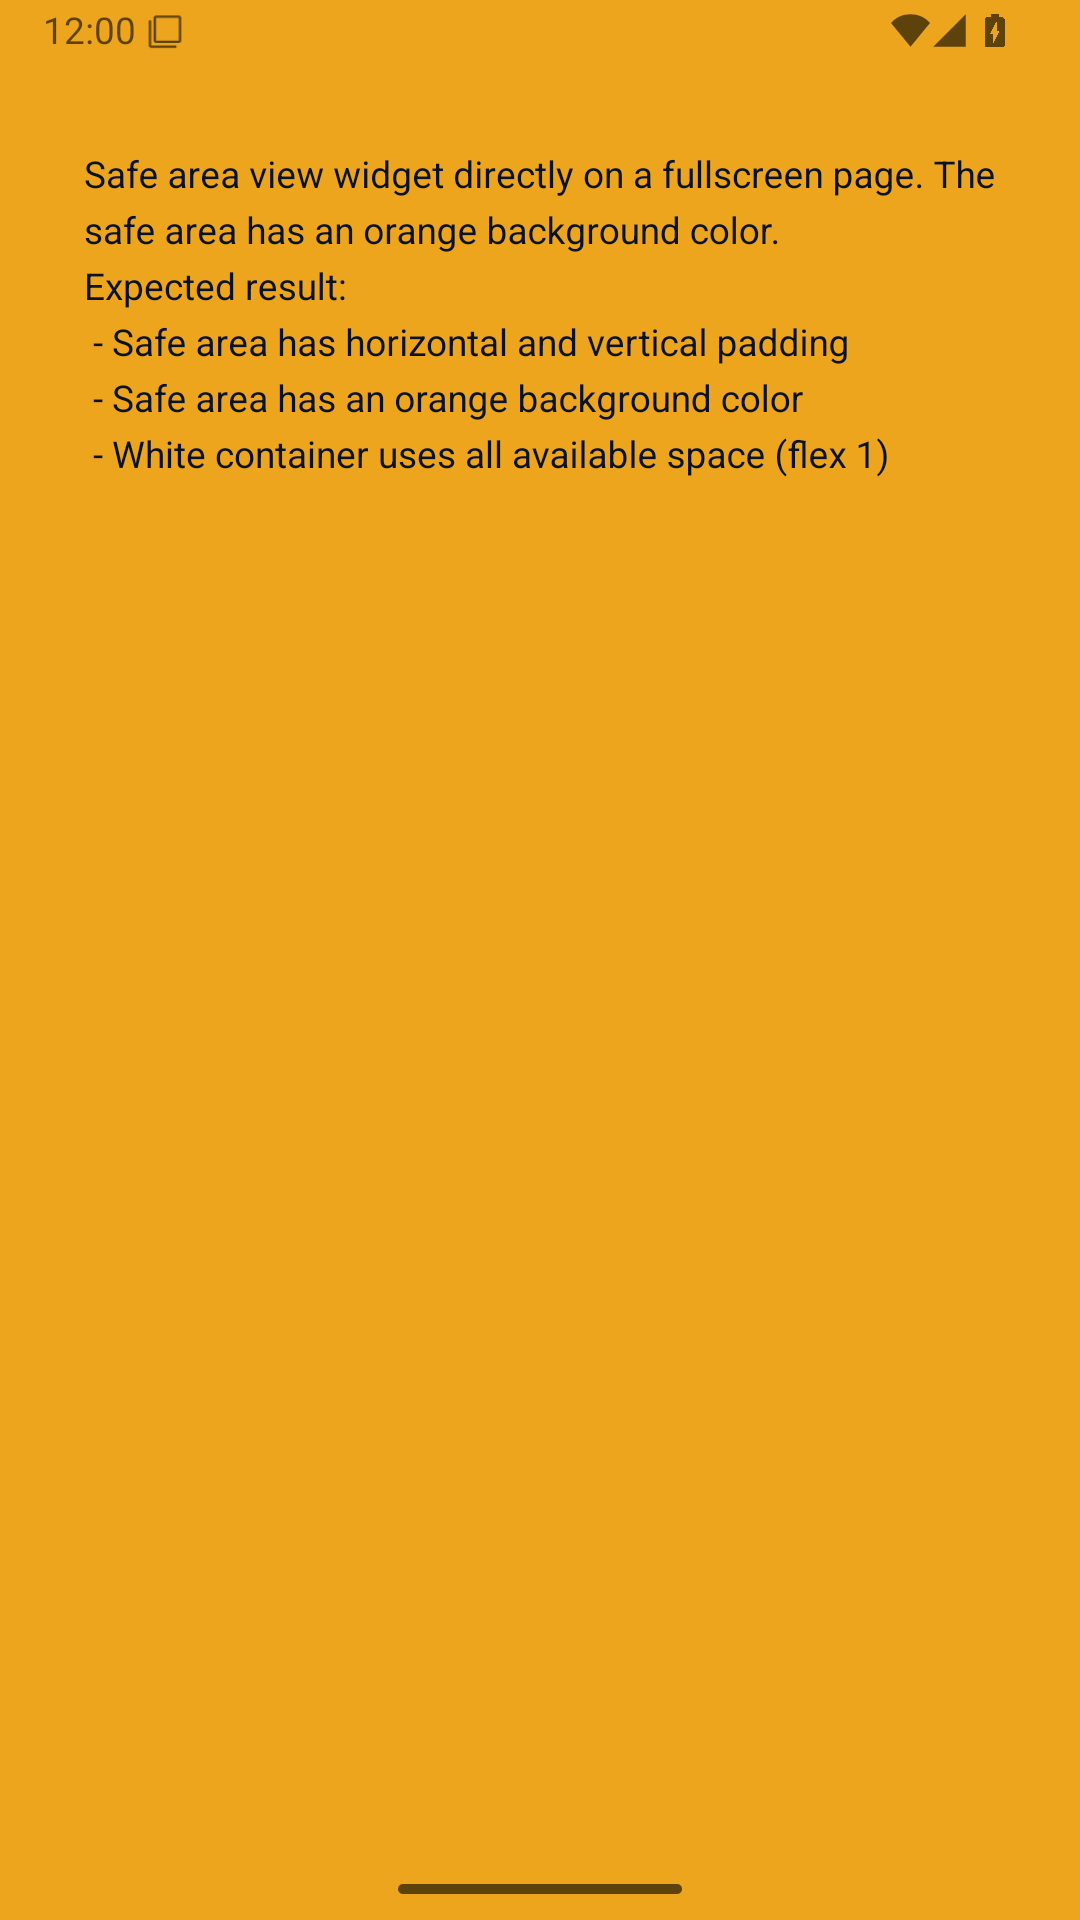 12:00
Safe area view widget directly on a fullscreen page. The
safe area has an orange background color.
Expected result:
- Safe area has horizontal and vertical padding
- Safe area has an orange background color
- White container uses all available space (flex 1)